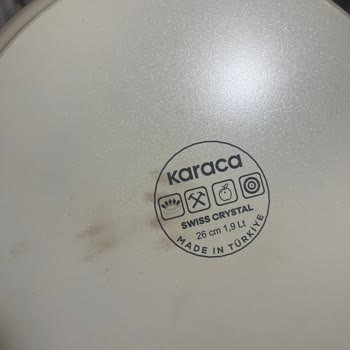 karaca
SWISS CRYSTAL
26 cm 1,9 Lt
MADE IN TÜRKİYE